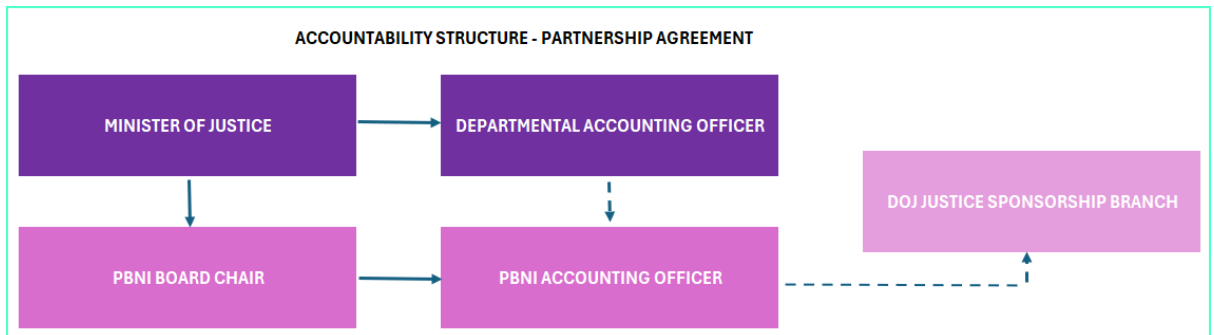 ACCOUNTABILITY STRUCTURE - PARTNERSHIP AGREEMENT
MINISTER OF JUSTICE
DEPARTMENTAL ACCOUNTING OFFICER
DOJ JUSTICE SPONSORSHIP BRANCH
PBNI BOARD CHAIR
PBNI ACCOUNTING OFFICER